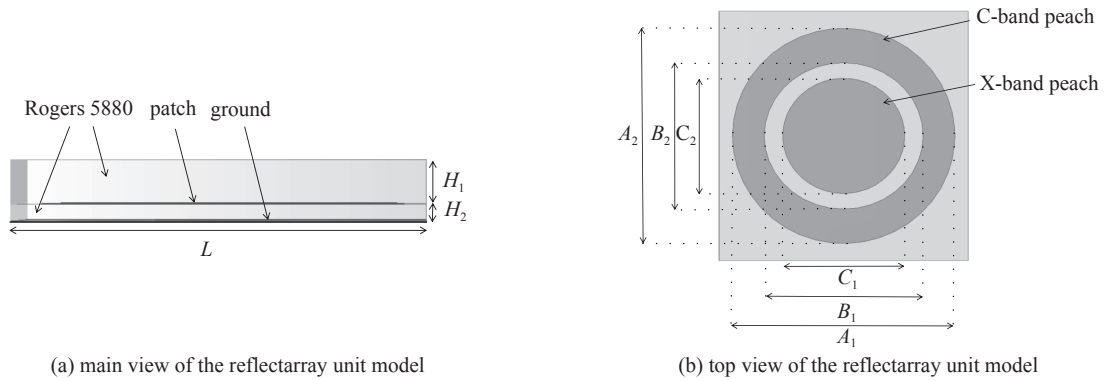 Rogers 5880 patch ground
H₁
H₂
L
(a) main view of the reflectarray unit model
C-band peach
X-band peach
A₂ B₂ C₂
C₁
B₁
A₁
(b) top view of the reflectarray unit model